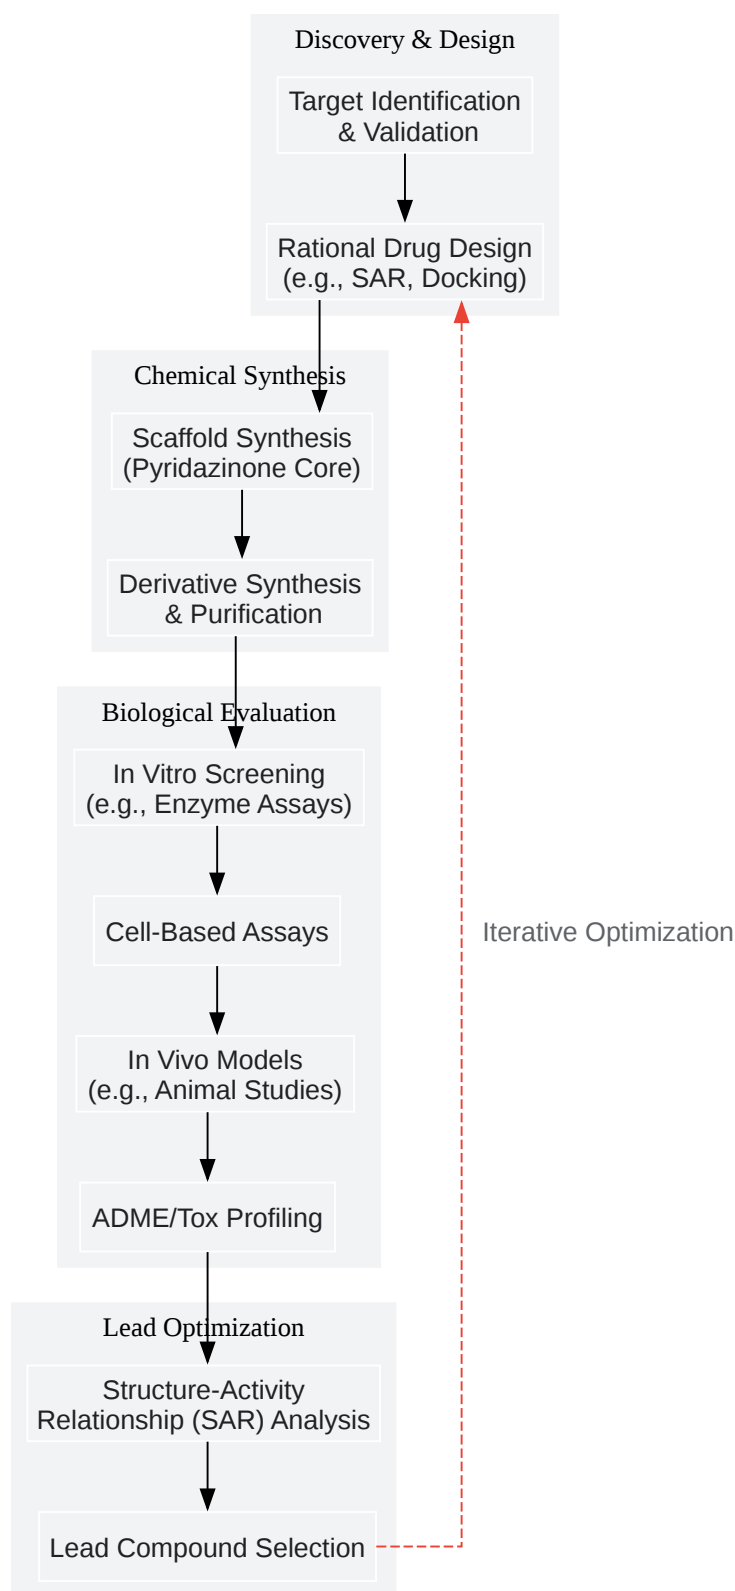 Discovery & Design
Target Identification
& Validation
Rational Drug Design
(e.g., SAR, Docking)
Chemical Synthesis
Scaffold Synthesis
(Pyridazinone Core)
Derivative Synthesis
& Purification
Biological Evaluation
In Vitro Screening
(e.g., Enzyme Assays)
Cell-Based Assays
Iterative Optimization
In Vivo Models
(e.g., Animal Studies)
ADME/Tox Profiling
Lead Optimization
Structure-Activity
Relationship (SAR) Analysis
Lead Compound Selection